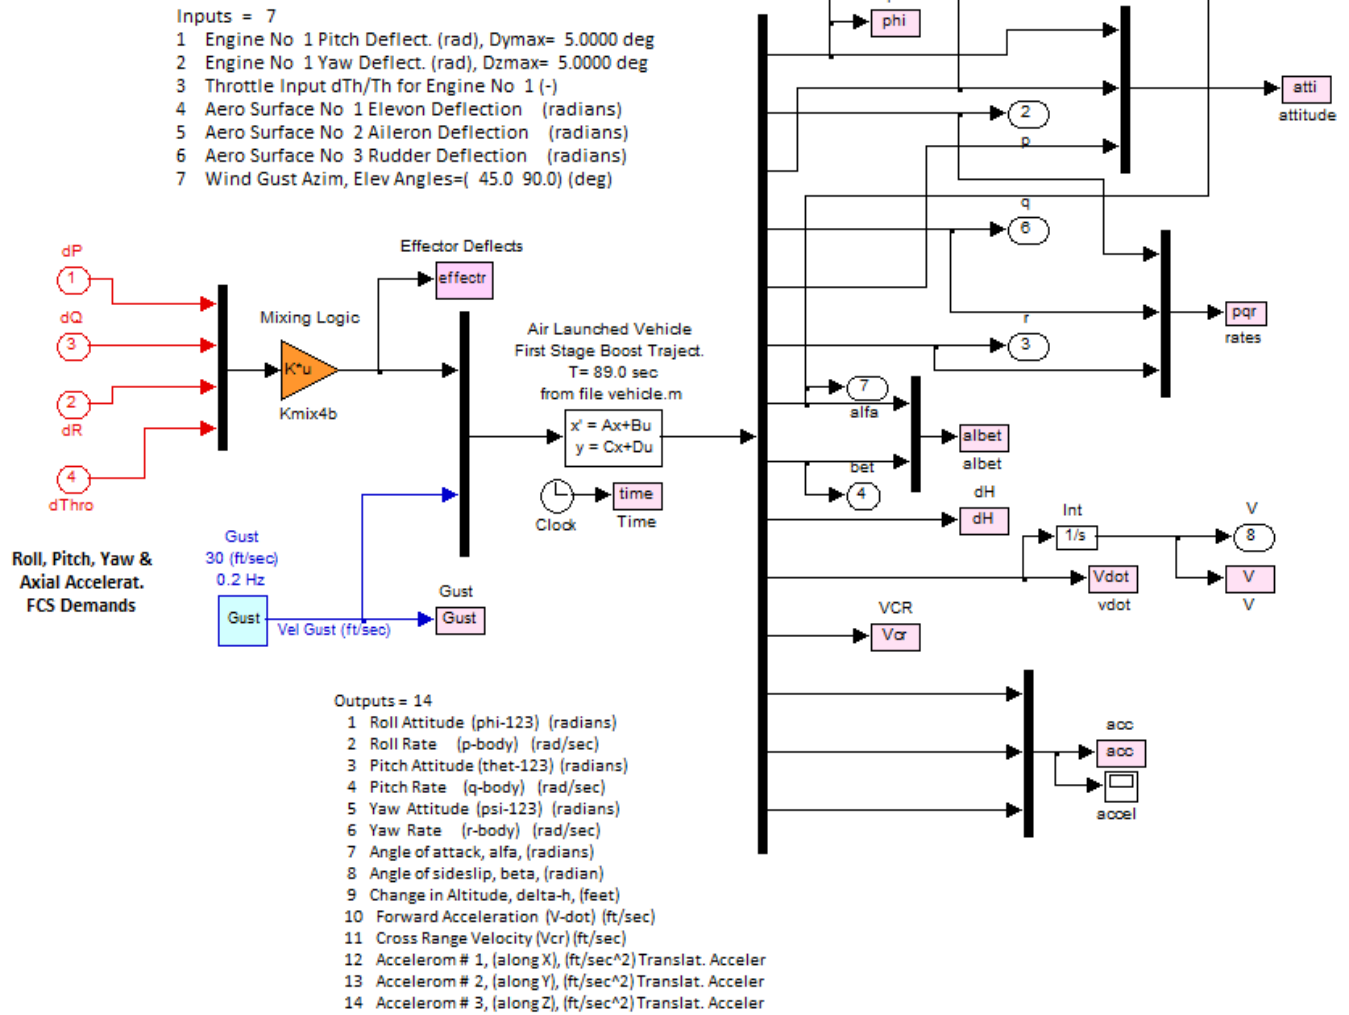 Inputs = 7
1 Engine No 1 Pitch Deflect. (rad), Dymax= 5.0000 deg
2 Engine No 1 Yaw Deflect. (rad), Dzmax= 5.0000 deg
3 Throttle Input dTh/Th for Engine No 1 (-)
4 Aero Surface No 1 Elevon Deflection (radians)
5 Aero Surface No 2 Aileron Deflection (radians)
6 Aero Surface No 3 Rudder Deflection (radians)
7 Wind Gust Azim, Elev Angles=( 45.0 90.0) (deg)
phi
atti
attitude
2
p
q
6
r
3
pqr
rates
dP
1
dQ
3
2
dR
4
dThro
Roll, Pitch, Yaw &
Axial Accelerat.
FCS Demands
Mixing Logic
K*u
Kmix4b
Effector Deflects
effectr
Air Launched Vehicle
First Stage Boost Traject.
T= 89.0 sec
from file vehicle.m
x' = Ax+Bu
y = Cx+Du
Clock
time
Time
Gust
30 (ft/sec)
0.2 Hz
Gust
Vel Gust (ft/sec)
Gust
Gust
7
alfa
bet
4
albet
albet
dH
dH
Int
1/s
V
8
Vdot
vdot
V
V
VCR
Vcr
acc
acc
accel
Outputs = 14
1 Roll Attitude (phi-123) (radians)
2 Roll Rate (p-body) (rad/sec)
3 Pitch Attitude (thet-123) (radians)
4 Pitch Rate (q-body) (rad/sec)
5 Yaw Attitude (psi-123) (radians)
6 Yaw Rate (r-body) (rad/sec)
7 Angle of attack, alfa, (radians)
8 Angle of sideslip, beta, (radian)
9 Change in Altitude, delta-h, (feet)
10 Forward Acceleration (V-dot) (ft/sec)
11 Cross Range Velocity (Vcr) (ft/sec)
12 Accelerom # 1, (along X), (ft/sec^2) Translat. Acceler
13 Accelerom # 2, (along Y), (ft/sec^2) Translat. Acceler
14 Accelerom # 3, (along Z), (ft/sec^2) Translat. Acceler